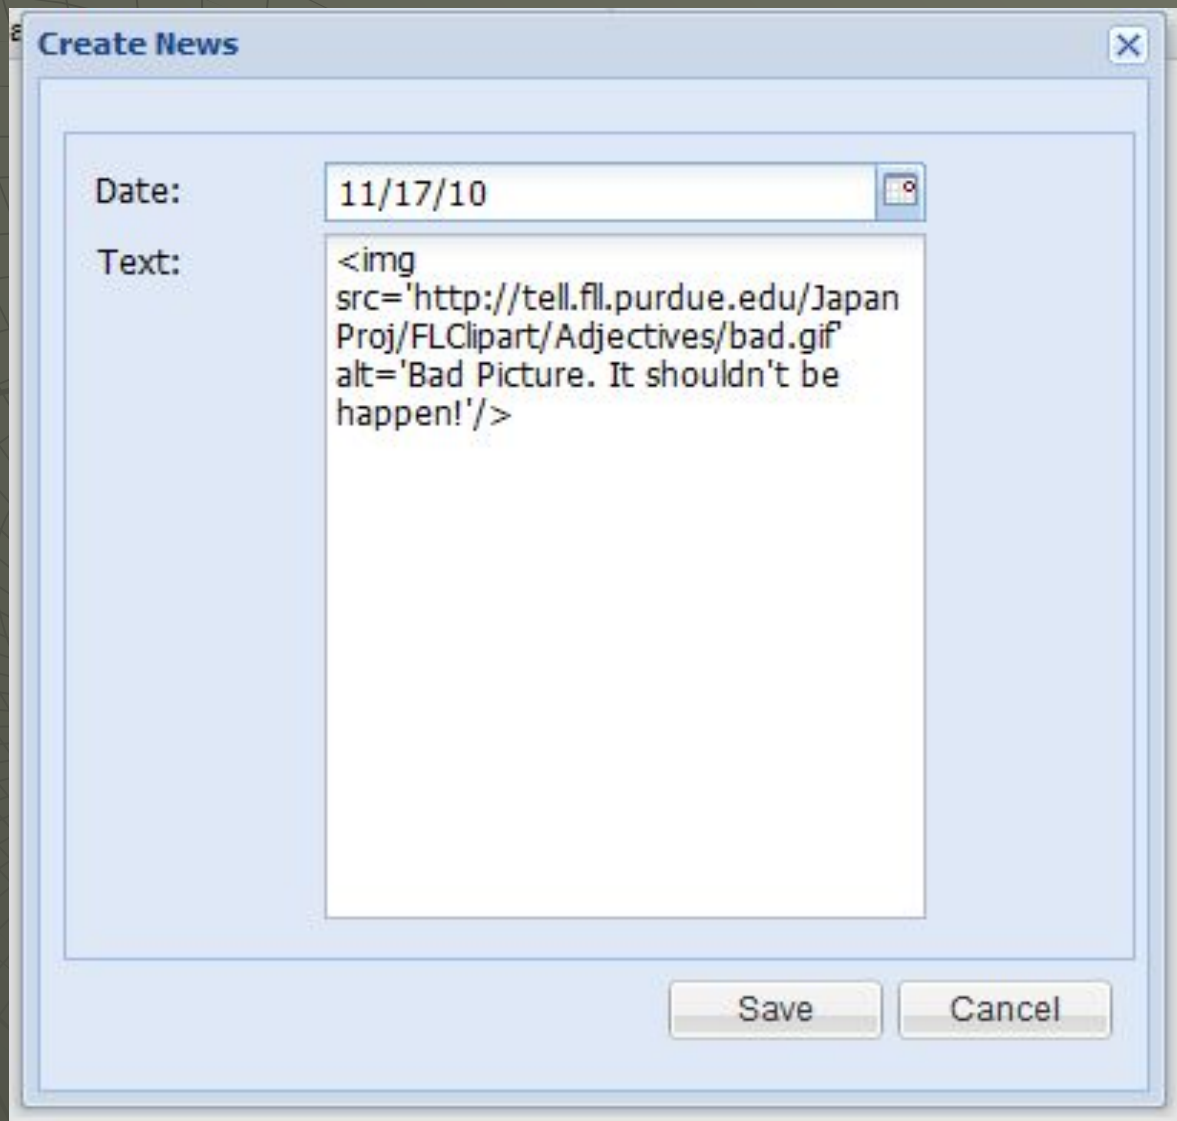 Create News
Date:
11/17/10
Text:
<img
src='http://tell.fll.purdue.edu/Japan
Proj/FLClipart/Adjectives/bad.gif'
alt='Bad Picture. It shouldn't be
happen!'/>
Save
Cancel